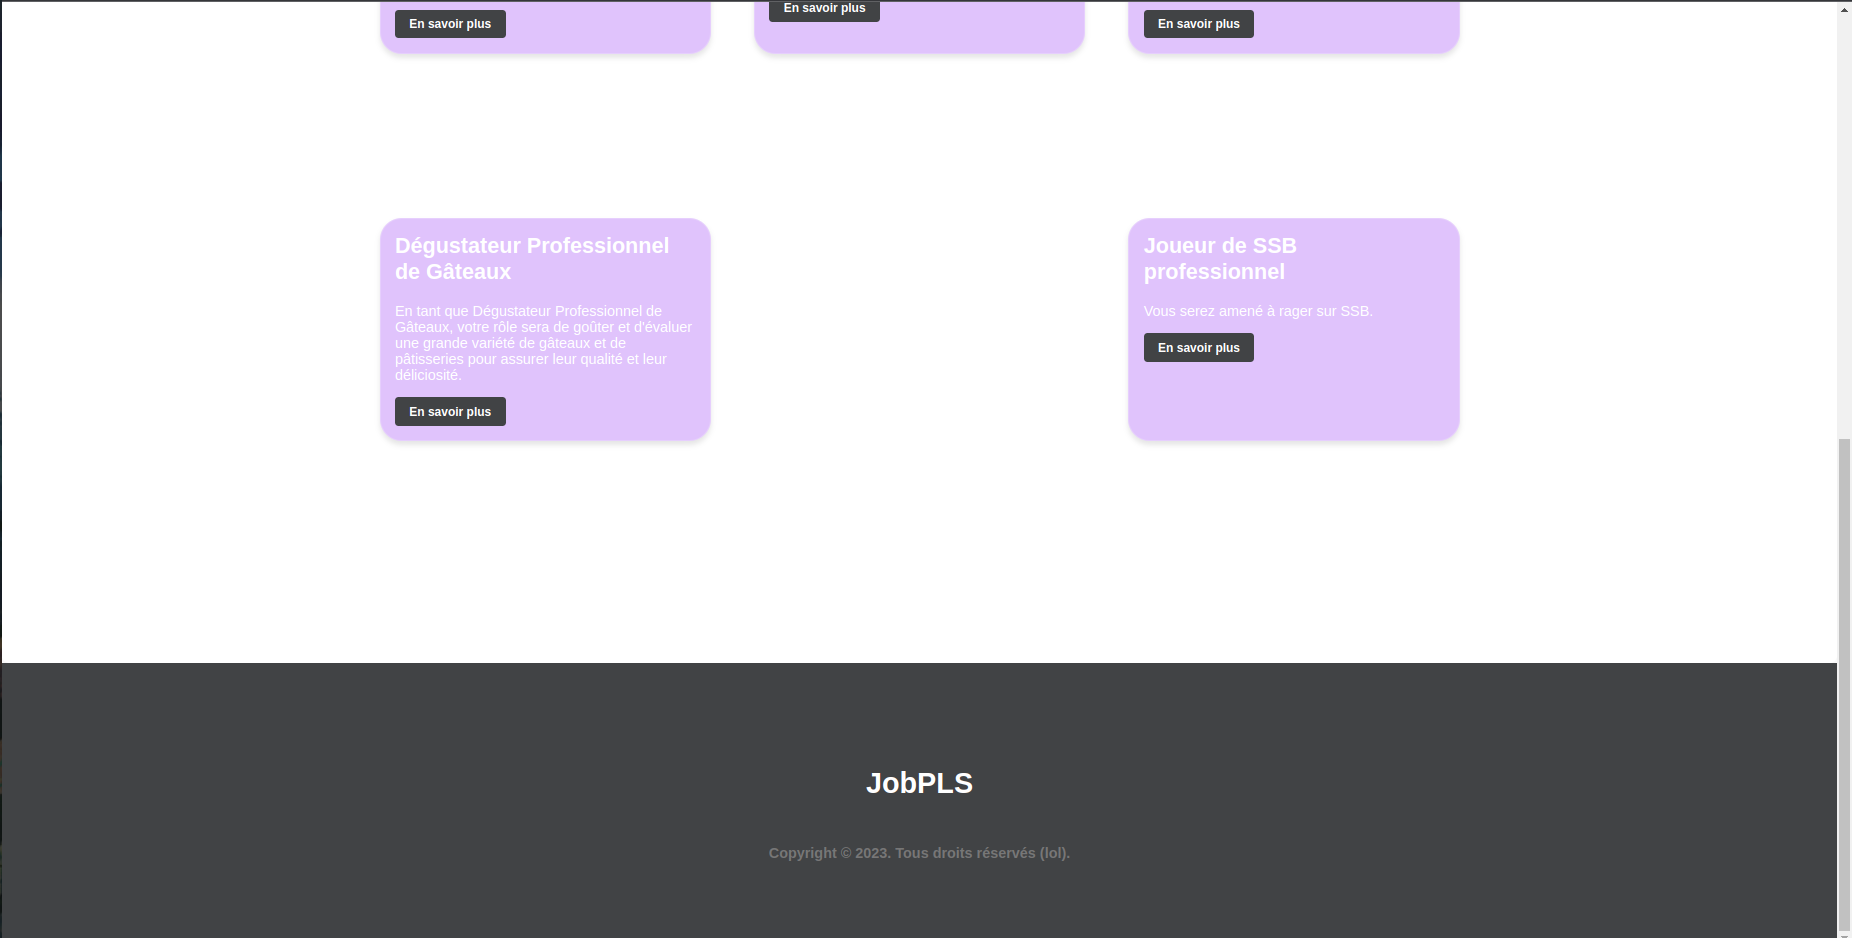 En savoir plus
En savoir plus
En savoir plus
Dégustateur Professionnel
de Gâteaux
En tant que Dégustateur Professionnel de
Gâteaux, votre rôle sera de goûter et d'évaluer
une grande variété de gâteaux et de
pâtisseries pour assurer leur qualité et leur
déliciosité.
En savoir plus
Joueur de SSB
professionnel
Vous serez amené à rager sur SSB.
En savoir plus
JobPLS
Copyright © 2023. Tous droits réservés (lol).